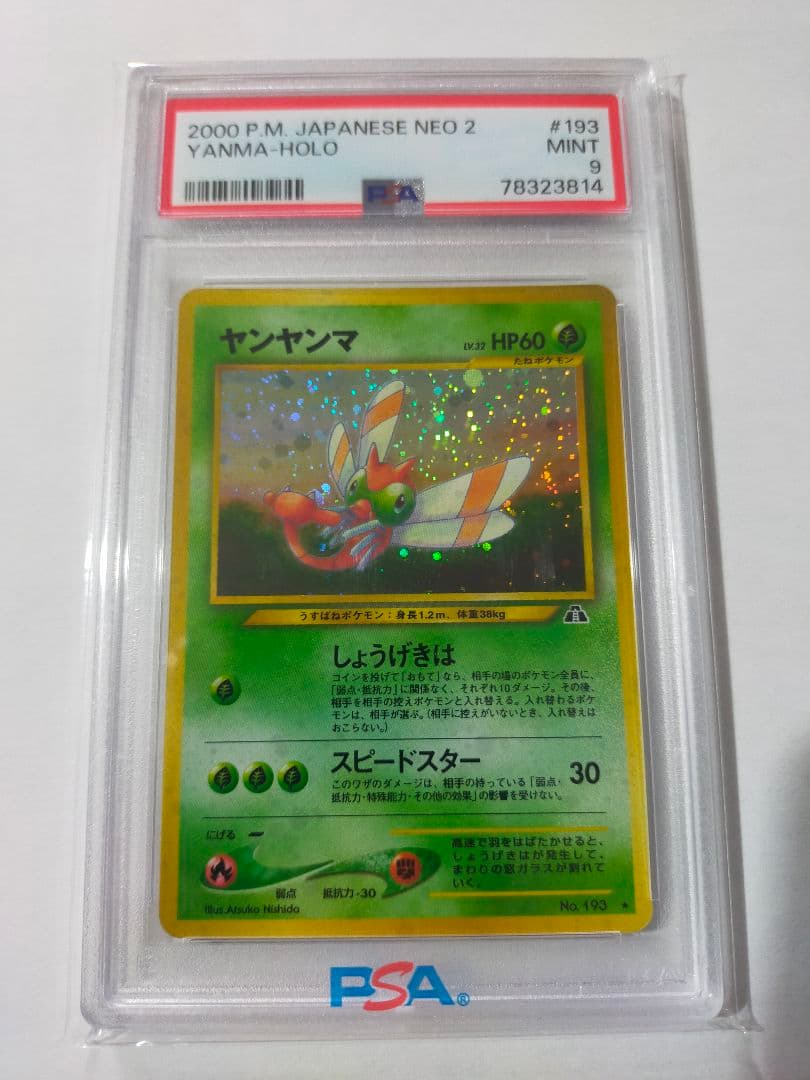 2000 P.M. JAPANESE NEO 2 #193
YANMA-HOLO MINT
9
78323814
PSA
ヤンヤンマ LV.32 HP60
たねポケモン
うすばねポケモン：身長1.2m、体重38kg
しょうげきは
コインを投げて「おもて」なら、相手の場のポケモン全員に、
「弱点・抵抗力」に関係なく、それぞれ10ダメージ。その後、
相手を相手の控えポケモンと入れ替える。入れ替わるポケ
モンは、相手が選ぶ。（相手に控えがいないとき、入れ替えは
おこらない。）
スピードスター 30
このワザのダメージは、相手の持っている「弱点・
抵抗力・特殊能力・その他の効果」の影響を受けない。
にげる
弱点 抵抗力 -30
高速で羽をはばたかせると、
しょうげきはが発生して、
まわりの窓ガラスが割れて
いく。
Illus.Atsuko Nishida
No. 193 ★
PSA®